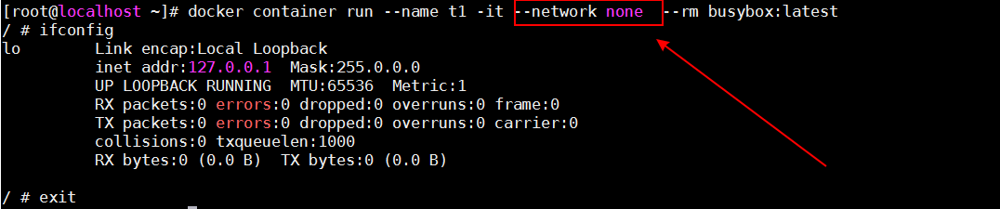 [root@localhost ~]# docker container run --name t1 -it --network none --rm busybox:latest
/ # ifconfig
lo        Link encap:Local Loopback
          inet addr:127.0.0.1  Mask:255.0.0.0
          UP LOOPBACK RUNNING  MTU:65536  Metric:1
          RX packets:0 errors:0 dropped:0 overruns:0 frame:0
          TX packets:0 errors:0 dropped:0 overruns:0 carrier:0
          collisions:0 txqueuelen:1000
          RX bytes:0 (0.0 B)  TX bytes:0 (0.0 B)
/ # exit